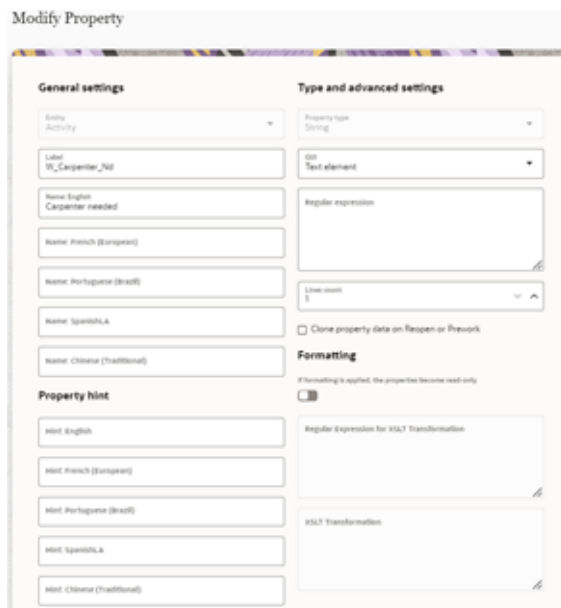 Modify Property
General settings
Entity
Activity
Label
W_Carpenter_Nd
Name: English
Carpenter needed
Name: French (European)
Name: Portuguese (Brazil)
Name: SpanishLA
Name: Chinese (Traditional)
Property hint
Hint: English
Hint: French (European)
Hint: Portuguese (Brazil)
Hint: SpanishLA
Hint: Chinese (Traditional)
Type and advanced settings
Property type
String
GUI
Text element
Regular expression
Lines count
1
Clone property data on Reopen or Prework
Formatting
If formatting is applied, the properties become read-only
Regular Expression for XSLT Transformation
XSLT Transformation